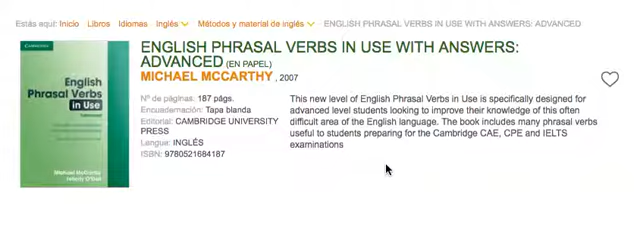 Estás aquí: Inicio Libros Idiomas Inglés Métodos y material de inglés ENGLISH PHRASAL VERBS IN USE WITH ANSWERS: ADVANCED
ENGLISH PHRASAL VERBS IN USE WITH ANSWERS:
ADVANCED (EN PAPEL)
MICHAEL MCCARTHY , 2007
CAMBRIDGE
English
Phrasal Verbs
in Use
Michael McCarthy
Felicity O'Dell
Nº de páginas: 187 págs.
Encuadernación: Tapa blanda
Editorial: CAMBRIDGE UNIVERSITY
PRESS
Lengua: INGLÉS
ISBN: 9780521684187
This new level of English Phrasal Verbs in Use is specifically designed for
advanced level students looking to improve their knowledge of this often
difficult area of the English language. The book includes many phrasal verbs
useful to students preparing for the Cambridge CAE, CPE and IELTS
examinations